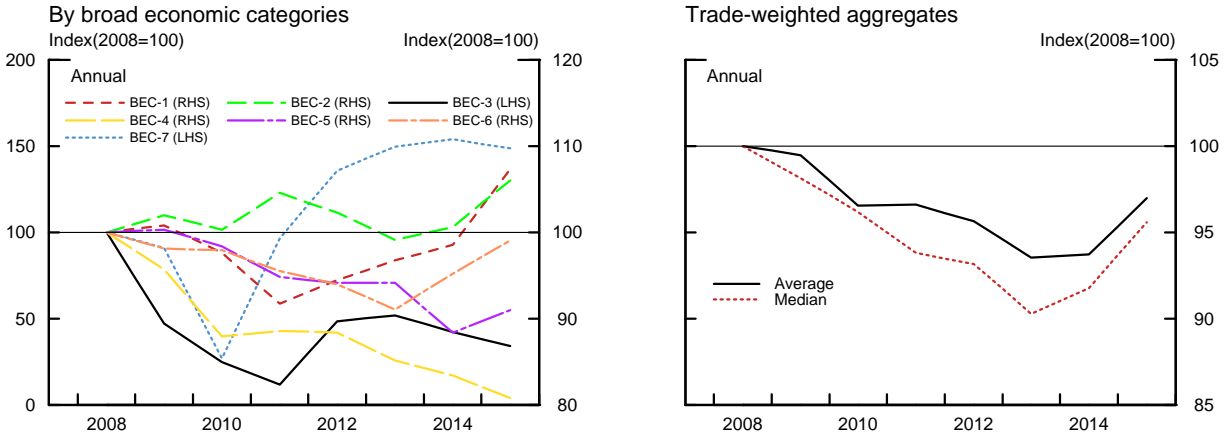 By broad economic categories
Index(2008=100) Index(2008=100)
200 120
Annual
BEC-1 (RHS) BEC-2 (RHS) BEC-3 (LHS)
BEC-4 (RHS) BEC-5 (RHS) BEC-6 (RHS)
BEC-7 (LHS)
150 110
100 100
50 90
0 80
2008 2010 2012 2014
Trade-weighted aggregates
Index(2008=100)
105
Annual
100
95
Average
Median
90
85
2008 2010 2012 2014